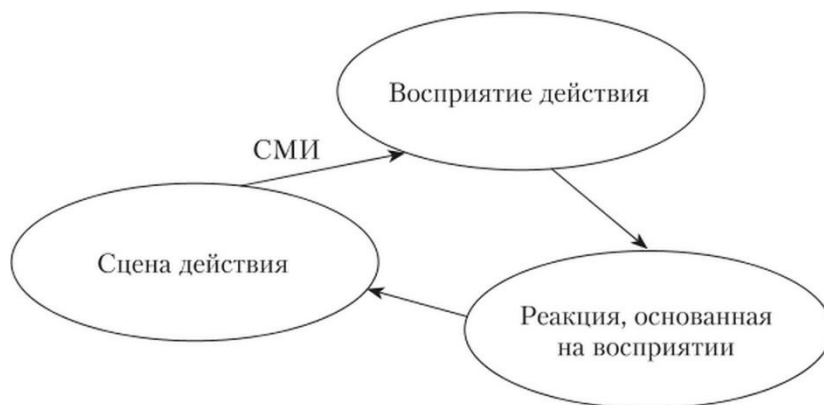 Восприятие действия
СМИ
Сцена действия
Реакция, основанная
на восприятии